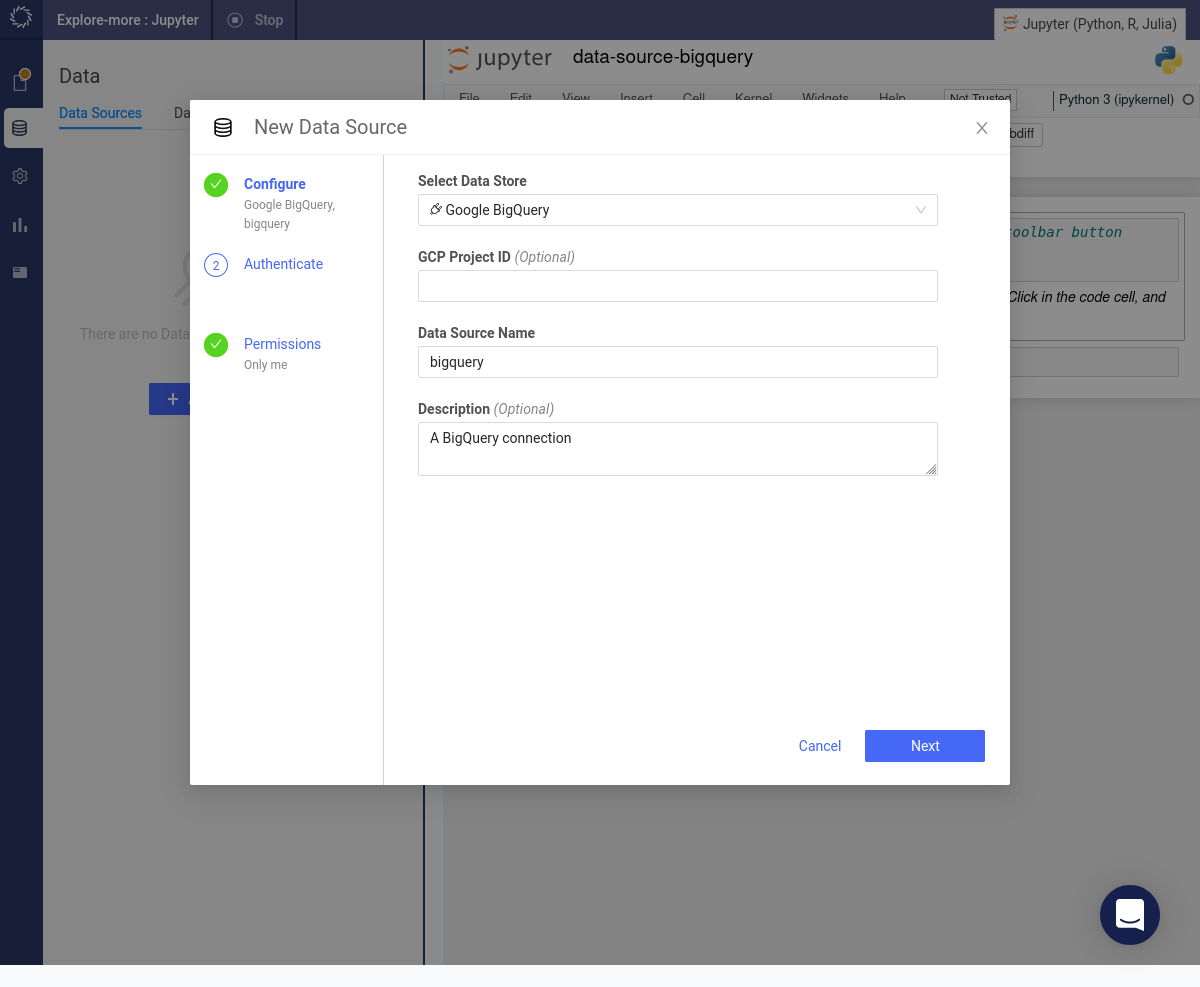 Explore-more : Jupyter
Stop
Jupyter (Python, R, Julia)
Data
Data Sources
Da
jupyter
data-source-bigquery
File Edit View Insert Cell Kernel Widgets Help
Not Trusted
Python 3 (ipykernel)
bdiff
toolbar button
Click in the code cell, and
There are no Data
+
New Data Source
Configure
Google BigQuery,
bigquery
2
Authenticate
Permissions
Only me
Select Data Store
Google BigQuery
GCP Project ID (Optional)
Data Source Name
bigquery
Description (Optional)
A BigQuery connection
Cancel
Next